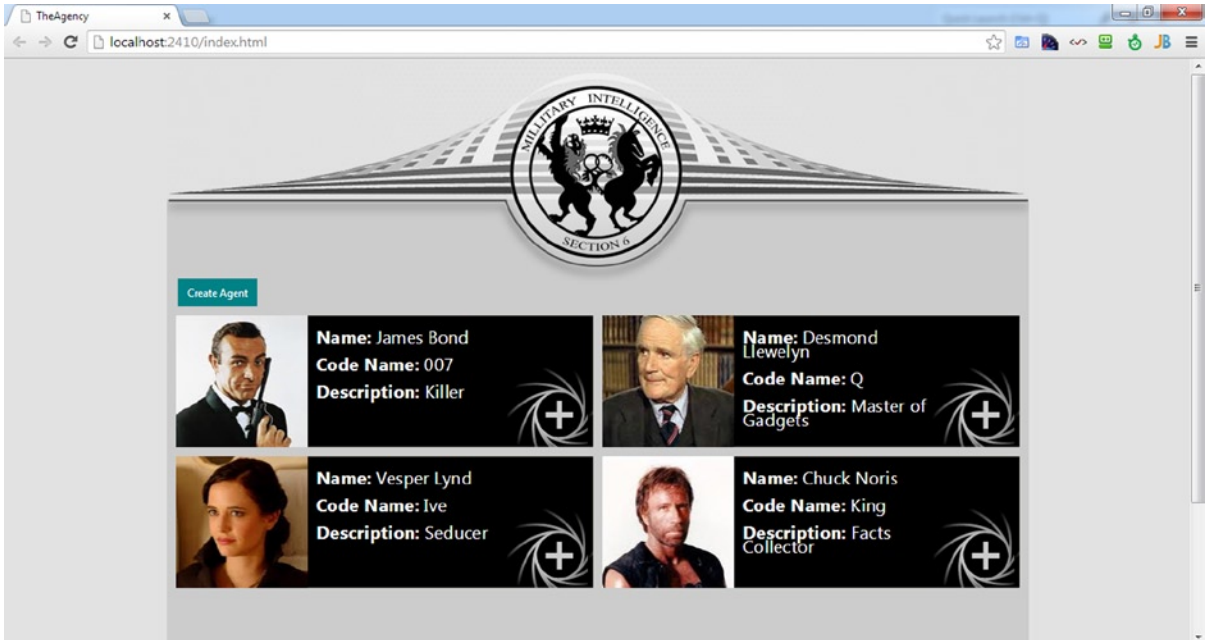 TheAgency
localhost:2410/index.html
JB
MILLITARY INTELLIGENCE
SECTION 6
Create Agent
Name: James Bond
Code Name: 007
Description: Killer
Name: Desmond
Llewelyn
Code Name: Q
Description: Master of
Gadgets
Name: Vesper Lynd
Code Name: Ive
Description: Seducer
Name: Chuck Noris
Code Name: King
Description: Facts
Collector